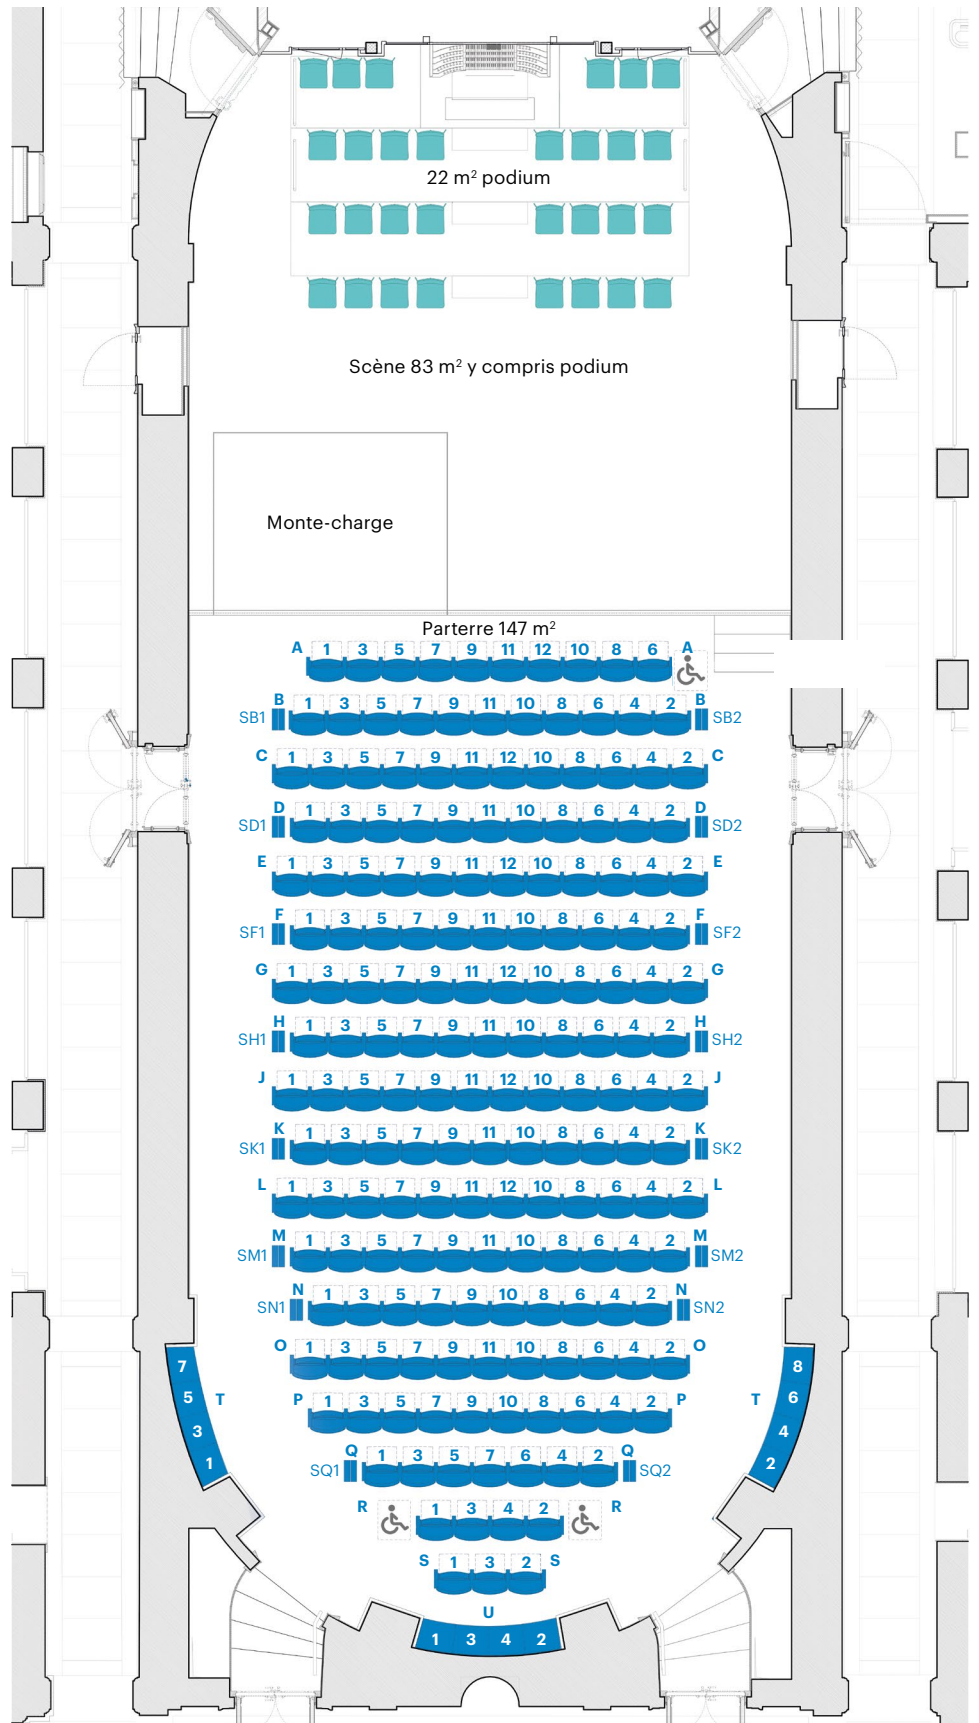 22 m² podium
Scène 83 m² y compris podium
Monte-charge
Parterre 147 m²
A 1 3 5 7 9 11 12 10 8 6 A
B 1 3 5 7 9 11 10 8 6 4 2 B
SB1 SB2
C 1 3 5 7 9 11 12 10 8 6 4 2 C
D 1 3 5 7 9 11 10 8 6 4 2 D
SD1 SD2
E 1 3 5 7 9 11 12 10 8 6 4 2 E
F 1 3 5 7 9 11 10 8 6 4 2 F
SF1 SF2
G 1 3 5 7 9 11 12 10 8 6 4 2 G
H 1 3 5 7 9 11 10 8 6 4 2 H
SH1 SH2
J 1 3 5 7 9 11 12 10 8 6 4 2 J
K 1 3 5 7 9 11 10 8 6 4 2 K
SK1 SK2
L 1 3 5 7 9 11 12 10 8 6 4 2 L
M 1 3 5 7 9 11 10 8 6 4 2 M
SM1 SM2
N 1 3 5 7 9 10 8 6 4 2 N
SN1 SN2
O 1 3 5 7 9 11 10 8 6 4 2 O
7 8
5 T T 6
P 1 3 5 7 9 10 8 6 4 2 P
3 4
1 2
Q 1 3 5 7 6 4 2 Q
SQ1 SQ2
R 1 3 4 2 R
S 1 3 2 S
U
1 3 4 2